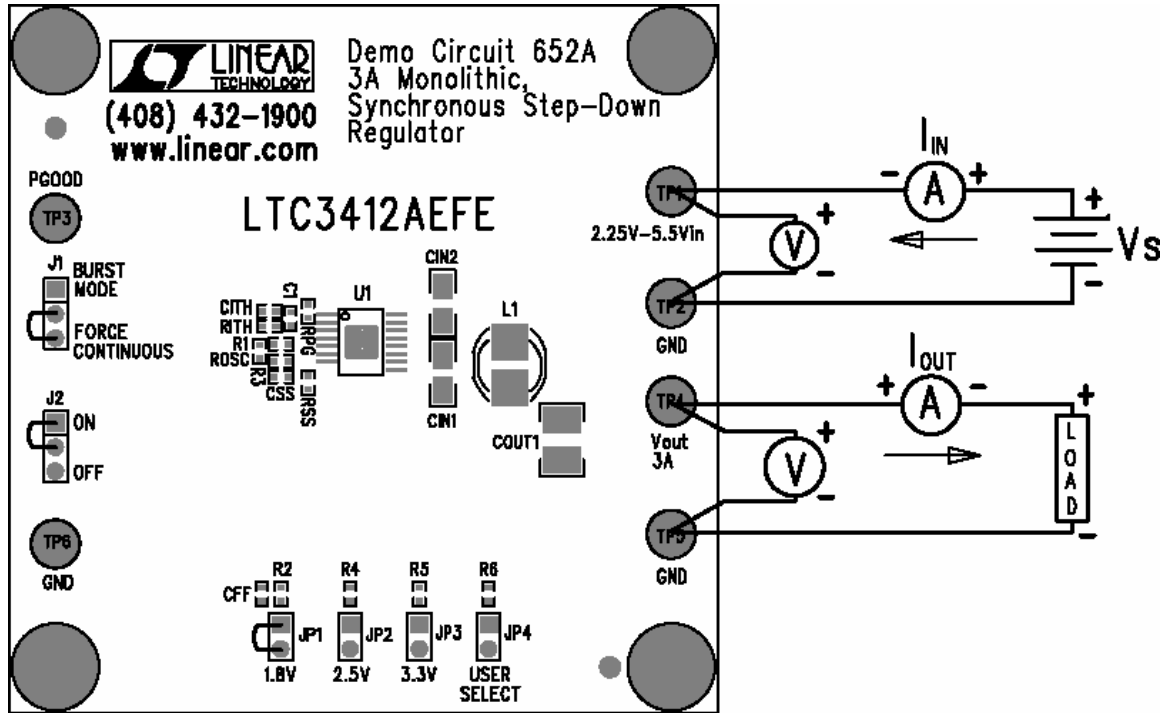 LINEAR
TECHNOLOGY
(408) 432-1900
www.linear.com
Demo Circuit 652A
3A Monolithic,
Synchronous Step-Down
Regulator
LTC3412AEFE
PGOOD
TP3
J1
BURST
MODE
FORCE
CONTINUOUS
J2
ON
OFF
TP6
GND
CITH
RITH
R1
ROSC
R3
CSS
C1
RPG
RSS
U1
CIN2
CIN1
L1
COUT1
TP1
2.25V-5.5Vin
TP2
GND
TP4
Vout
3A
TP5
GND
IIN
- A +
+
V
-
+
Vs
-
IOUT
+ A -
+
V
-
+
LOAD
-
CFF
R2
R4
R5
R6
JP1
JP2
JP3
JP4
1.8V
2.5V
3.3V
USER
SELECT